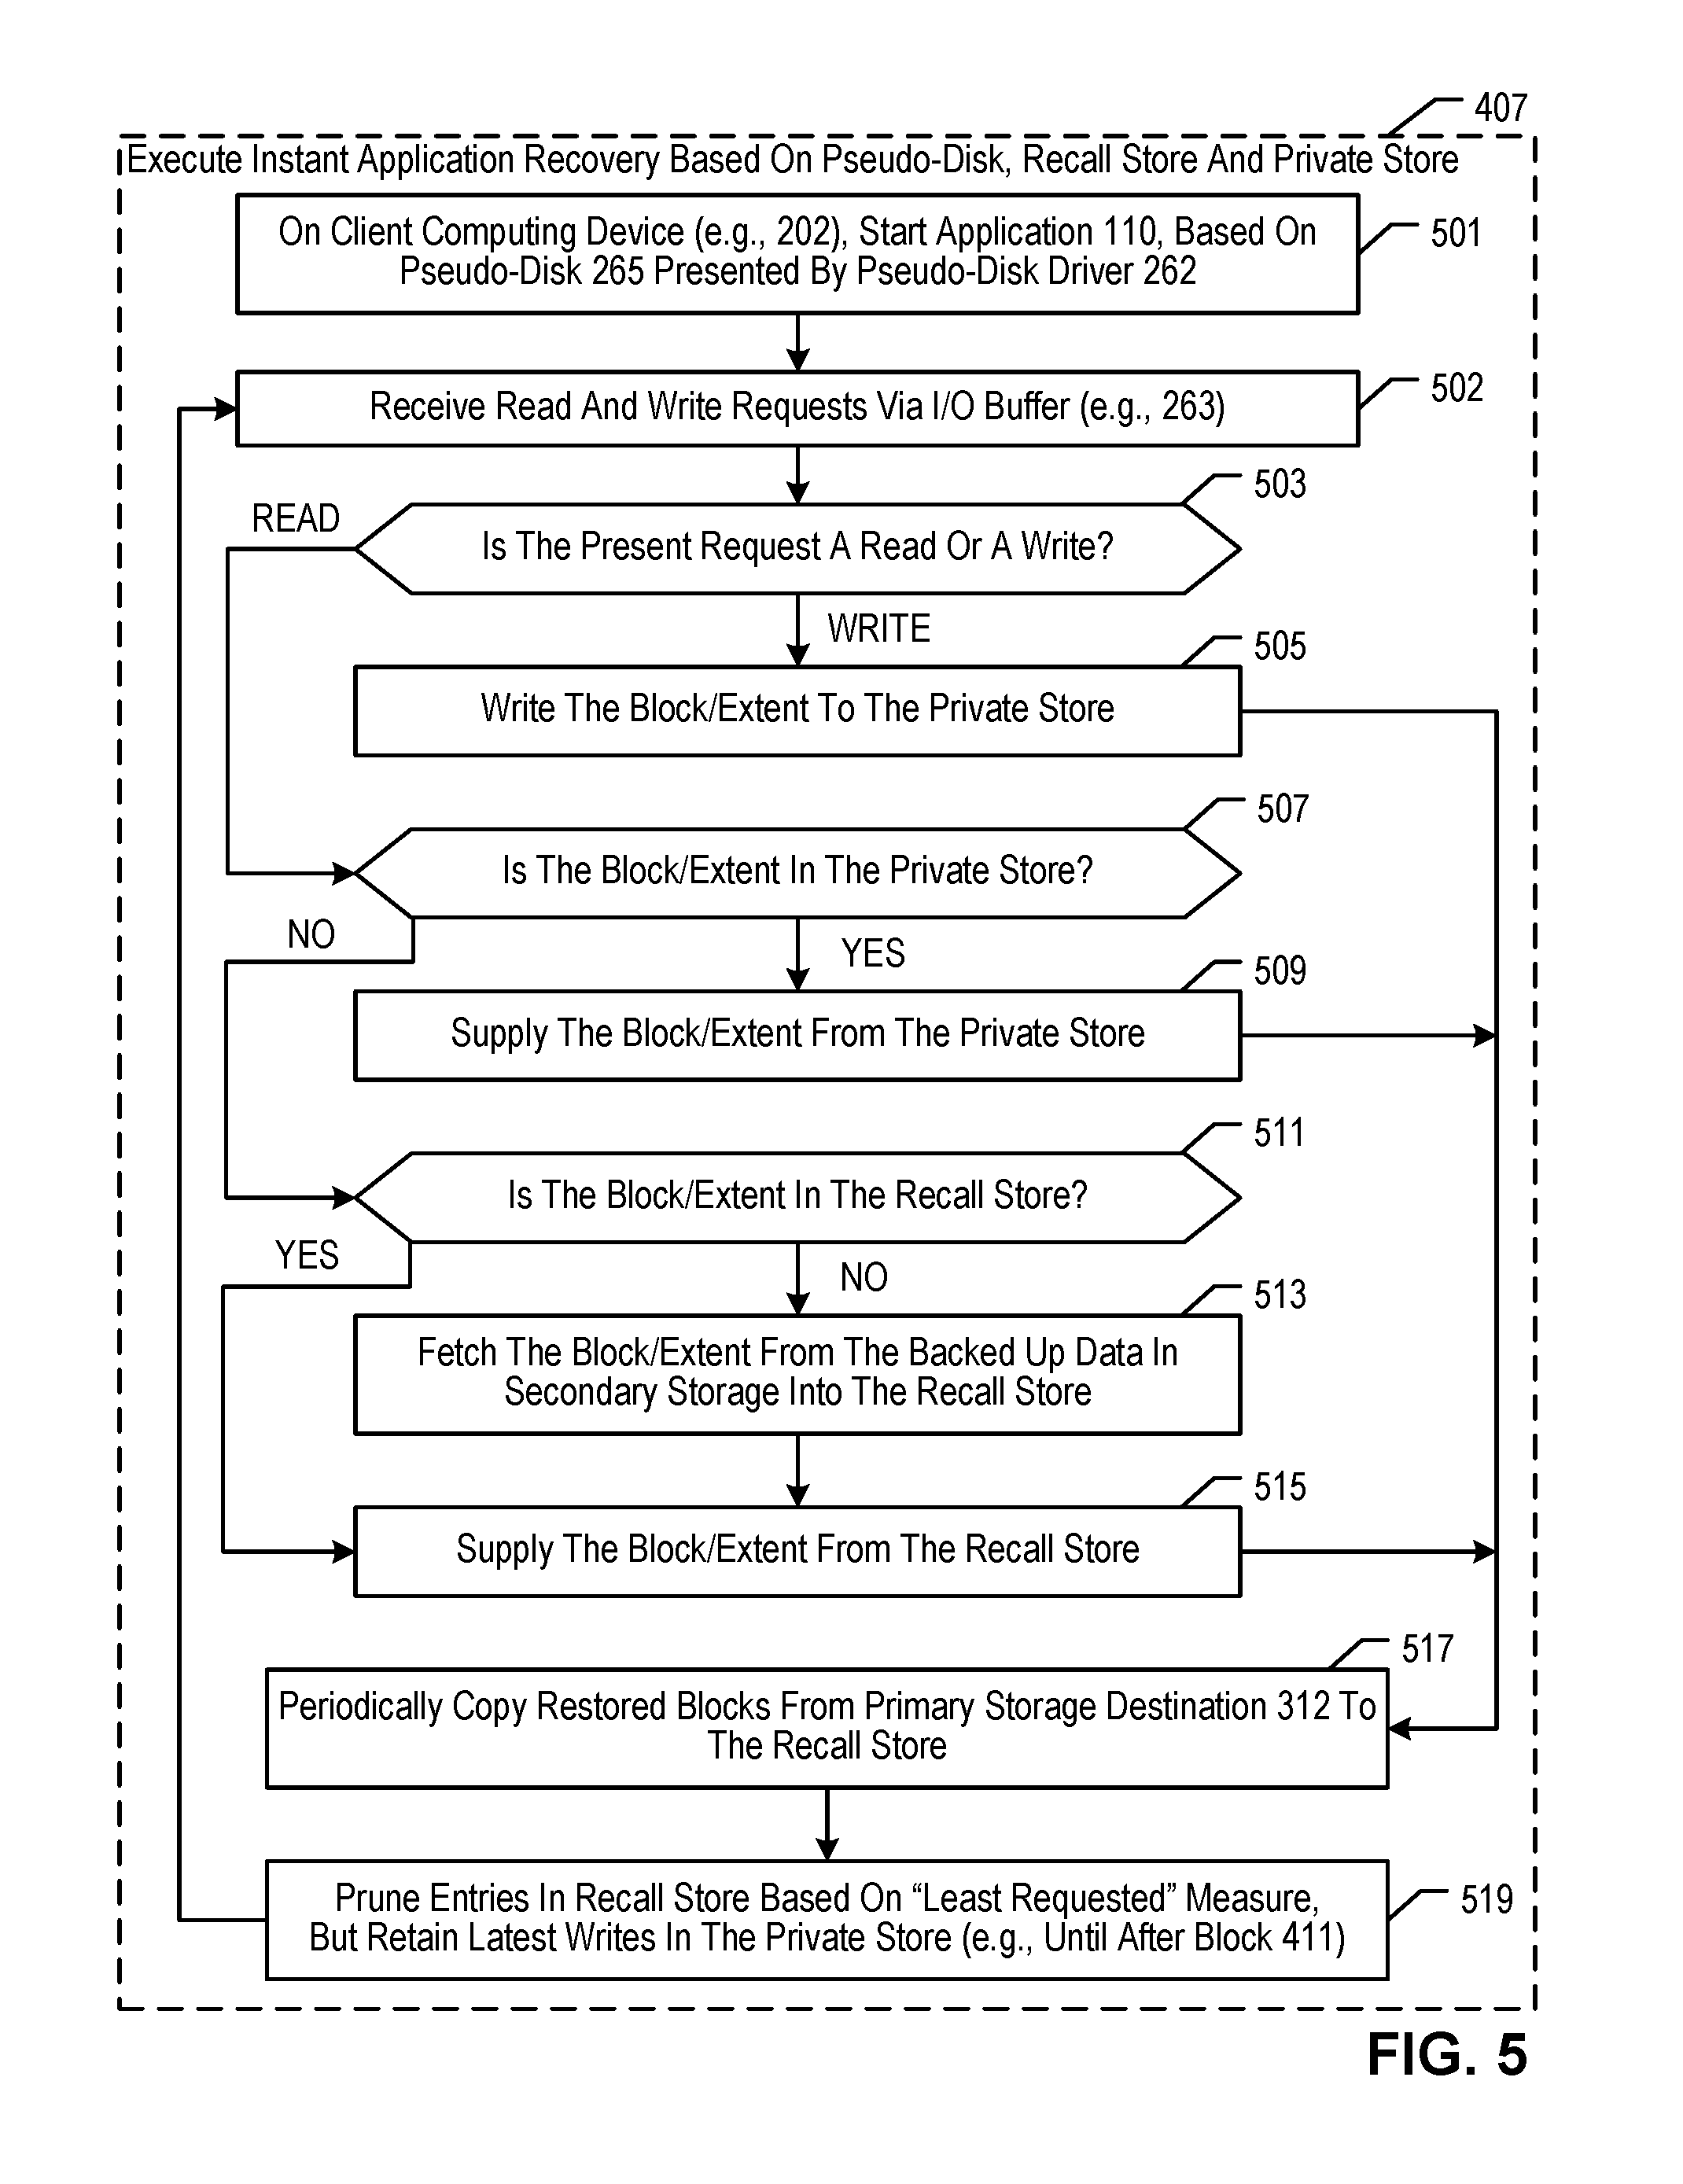 407
Execute Instant Application Recovery Based On Pseudo-Disk, Recall Store And Private Store
On Client Computing Device (e.g., 202), Start Application 110, Based On
Pseudo-Disk 265 Presented By Pseudo-Disk Driver 262
501
Receive Read And Write Requests Via I/O Buffer (e.g., 263)
502
503
READ
Is The Present Request A Read Or A Write?
WRITE
505
Write The Block/Extent To The Private Store
507
Is The Block/Extent In The Private Store?
NO
YES
509
Supply The Block/Extent From The Private Store
511
Is The Block/Extent In The Recall Store?
YES
NO
513
Fetch The Block/Extent From The Backed Up Data In
Secondary Storage Into The Recall Store
515
Supply The Block/Extent From The Recall Store
517
Periodically Copy Restored Blocks From Primary Storage Destination 312 To
The Recall Store
Prune Entries In Recall Store Based On “Least Requested” Measure,
But Retain Latest Writes In The Private Store (e.g., Until After Block 411)
519
FIG. 5